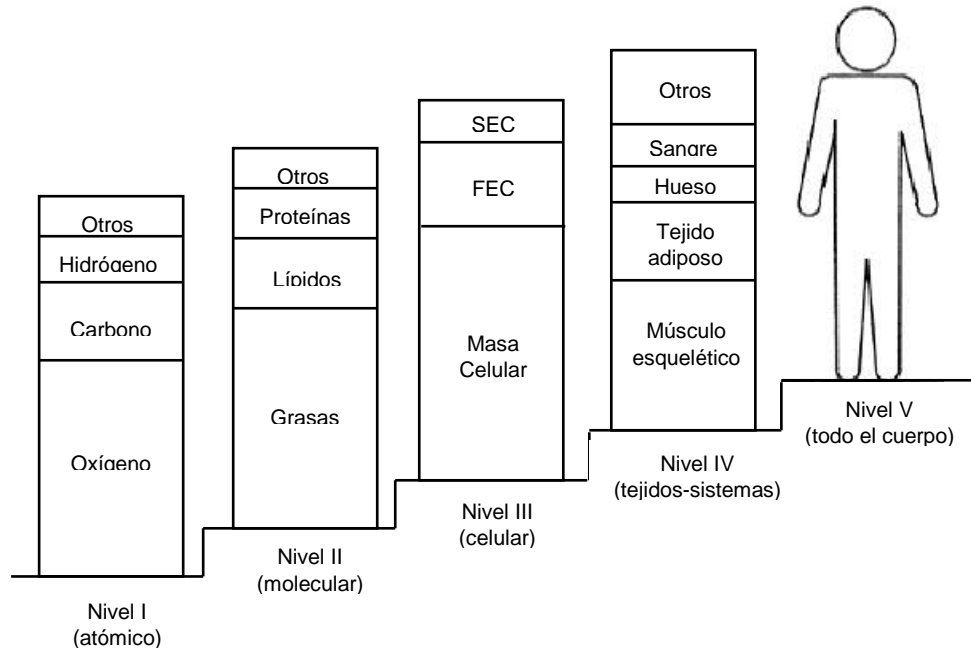 Otros
Hidrógeno
Carbono
Oxígeno
Nivel I
(atómico)
Otros
Proteínas
Lípidos
Grasas
Nivel II
(molecular)
SEC
FEC
Masa
Celular
Nivel III
(celular)
Otros
Sangre
Hueso
Tejido
adiposo
Músculo
esquelético
Nivel IV
(tejidos-sistemas)
Nivel V
(todo el cuerpo)